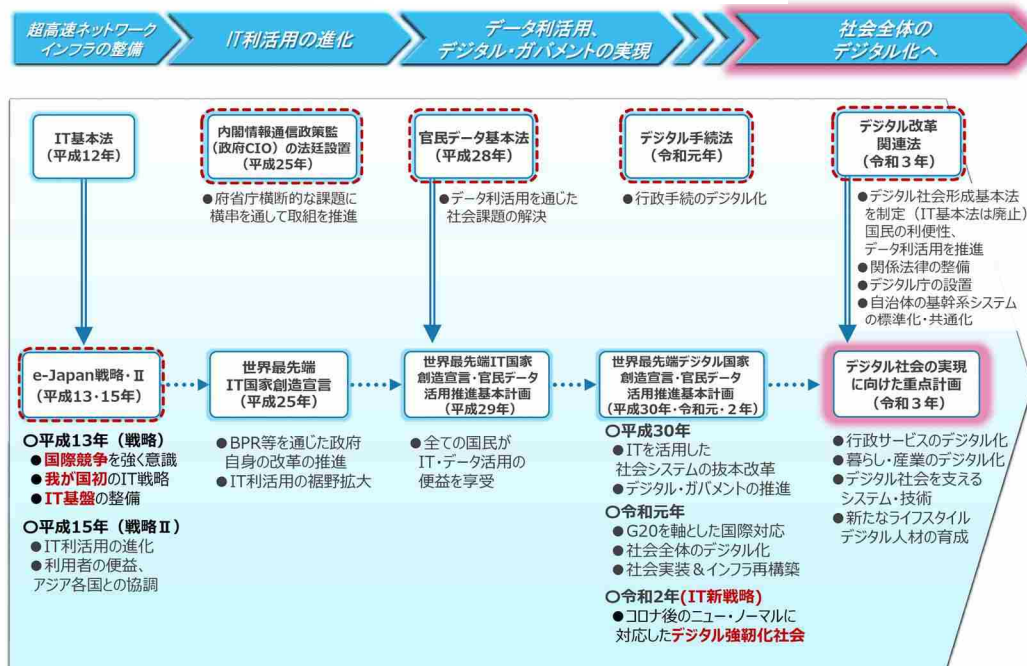 超高速ネットワーク
インフラの整備
IT利活用の進化
データ利活用、
デジタル・ガバメントの実現
社会全体の
デジタル化へ
IT基本法
(平成12年)
内閣情報通信政策監
(政府CIO)の法廷設置
(平成25年)
●府省庁横断的な課題に
横串を通して取組を推進
官民データ基本法
(平成28年)
●データ利活用を通じた
社会課題の解決
デジタル手続法
(令和元年)
●行政手続のデジタル化
デジタル改革
関連法
(令和3年)
●デジタル社会形成基本法
を制定(IT基本法は廃止)
国民の利便性、
データ利活用を推進
●関係法律の整備
●デジタル庁の設置
●自治体の基幹系システム
の標準化・共通化
e-Japan戦略・Ⅱ
(平成13・15年)
〇平成13年(戦略)
●国際競争を強く意識
●我が国初のIT戦略
●IT基盤の整備
〇平成15年(戦略Ⅱ)
●IT利活用の進化
●利用者の便益、
アジア各国との協調
世界最先端
IT国家創造宣言
(平成25年)
●BPR等を通じた政府
自身の改革の推進
●IT利活用の裾野拡大
世界最先端IT国家
創造宣言・官民データ
活用推進基本計画
(平成29年)
●全ての国民が
IT・データ活用の
便益を享受
世界最先端デジタル国家
創造宣言・官民データ
活用推進基本計画
(平成30年・令和元・2年)
〇平成30年
●ITを活用した
社会システムの抜本改革
●デジタル・ガバメントの推進
〇令和元年
●G20を軸とした国際対応
●社会全体のデジタル化
●社会実装&インフラ再構築
〇令和2年(IT新戦略)
●コロナ後のニュー・ノーマルに
対応したデジタル強靭化社会
デジタル社会の実現
に向けた重点計画
(令和3年)
●行政サービスのデジタル化
●暮らし・産業のデジタル化
●デジタル社会を支える
システム・技術
●新たなライフスタイル
デジタル人材の育成